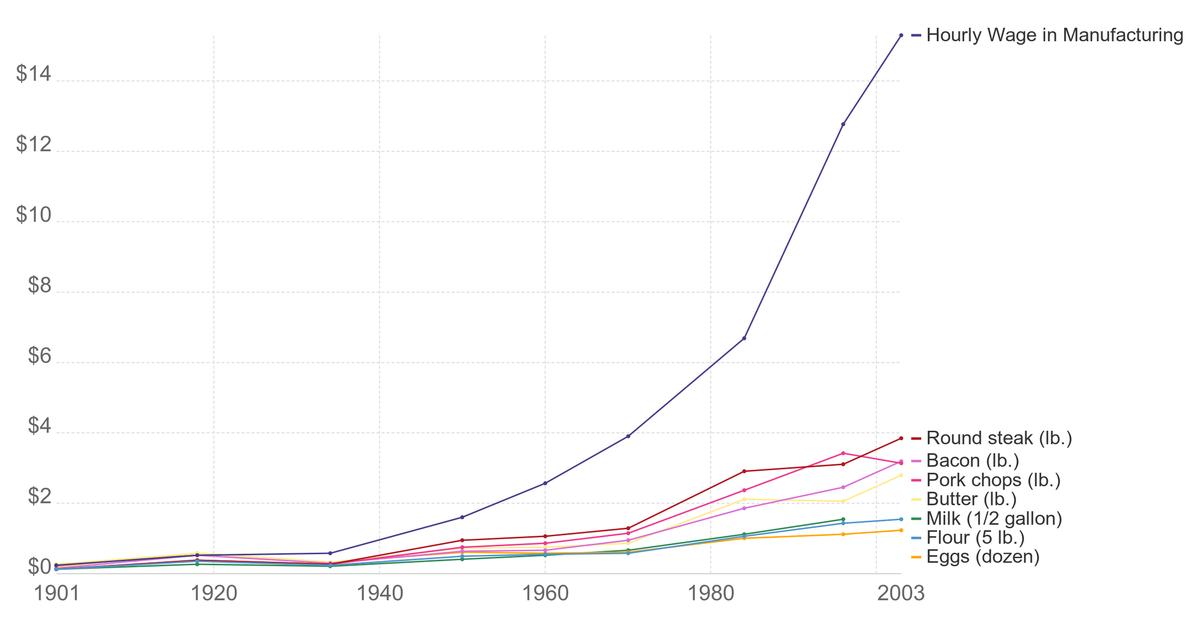 Hourly Wage in Manufacturing
$14
$12
$10
$8
$6
$4
$2
$0
Round steak (lb.)
Bacon (lb.)
Pork chops (lb.)
Butter (lb.)
Milk (1/2 gallon)
Flour (5 lb.)
Eggs (dozen)
1901 1920 1940 1960 1980 2003